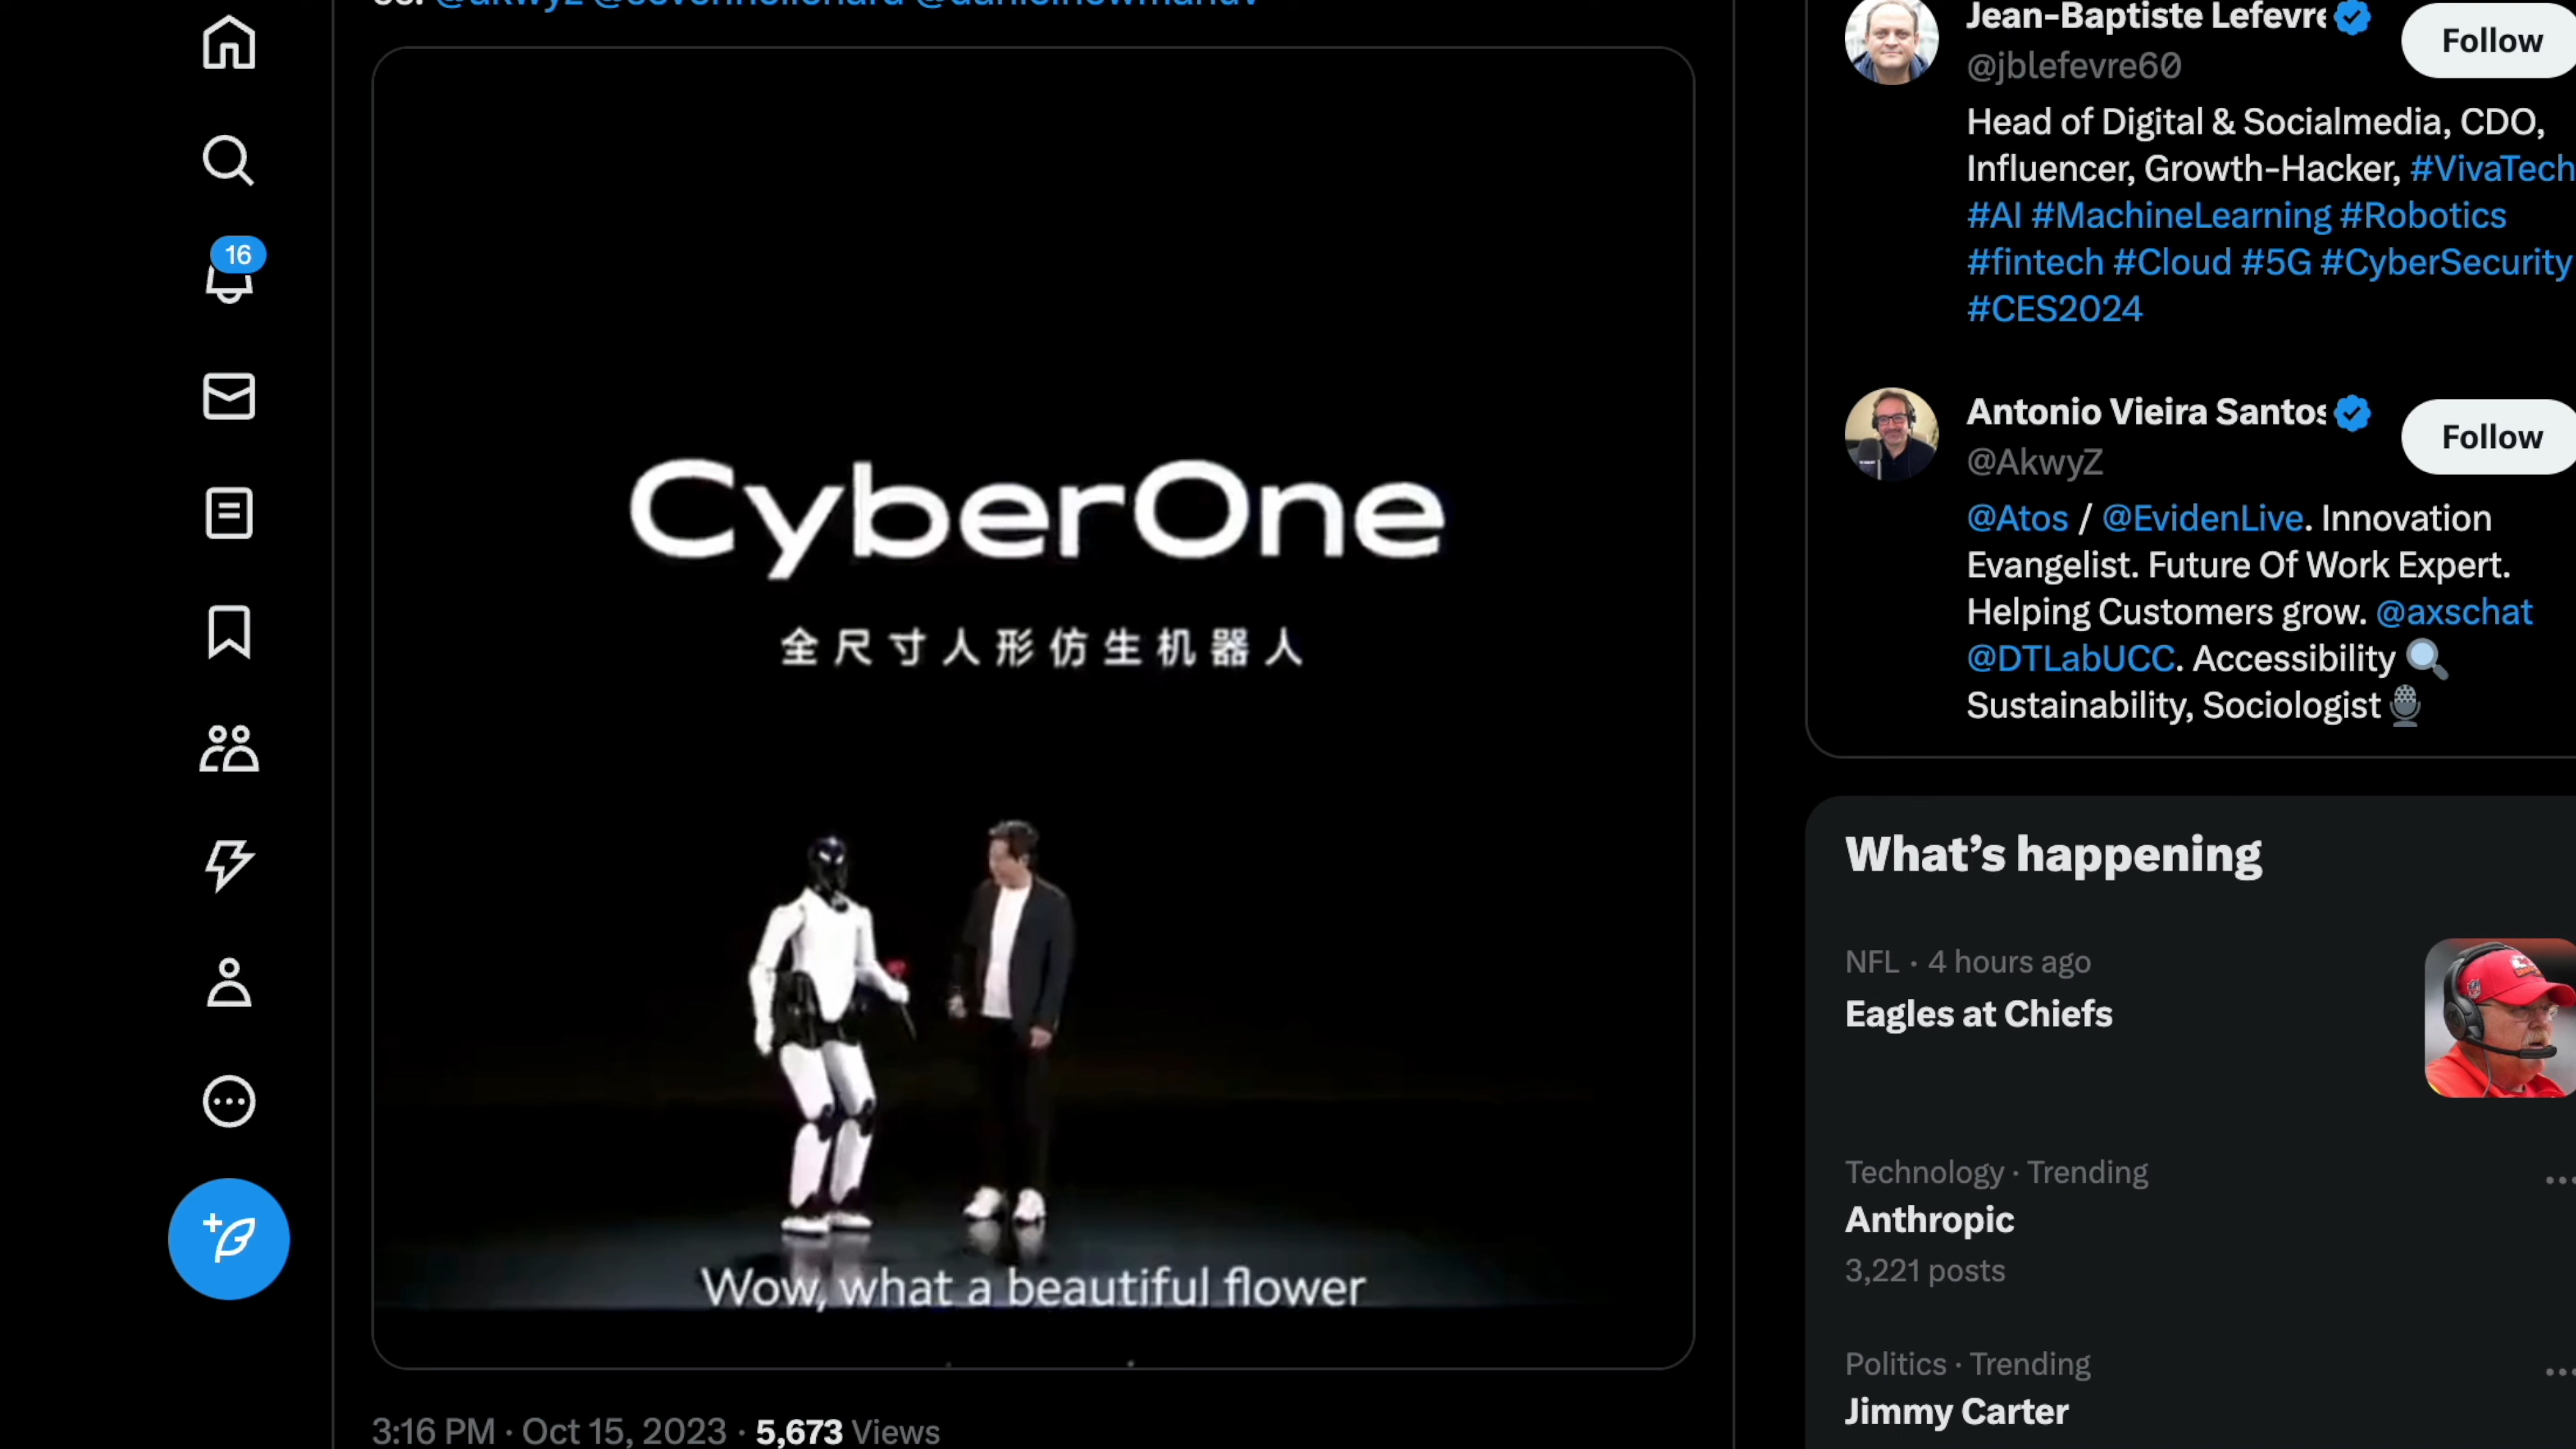 @akwyz
16
CyberOne
全尺寸人形仿生机器人
Wow, what a beautiful flower
3:16 PM · Oct 15, 2023 · 5,673 Views
Jean-Baptiste Lefevre
@jblefevre60
Follow
Head of Digital & Socialmedia, CDO,
Influencer, Growth-Hacker, #VivaTech
#AI #MachineLearning #Robotics
#fintech #Cloud #5G #CyberSecurity
#CES2024
Antonio Vieira Santos
@AkwyZ
Follow
@Atos / @EvidenLive. Innovation
Evangelist. Future Of Work Expert.
Helping Customers grow. @axschat
@DTLabUCC. Accessibility
Sustainability, Sociologist
What's happening
NFL · 4 hours ago
Eagles at Chiefs
Technology · Trending
Anthropic
3,221 posts
Politics · Trending
Jimmy Carter